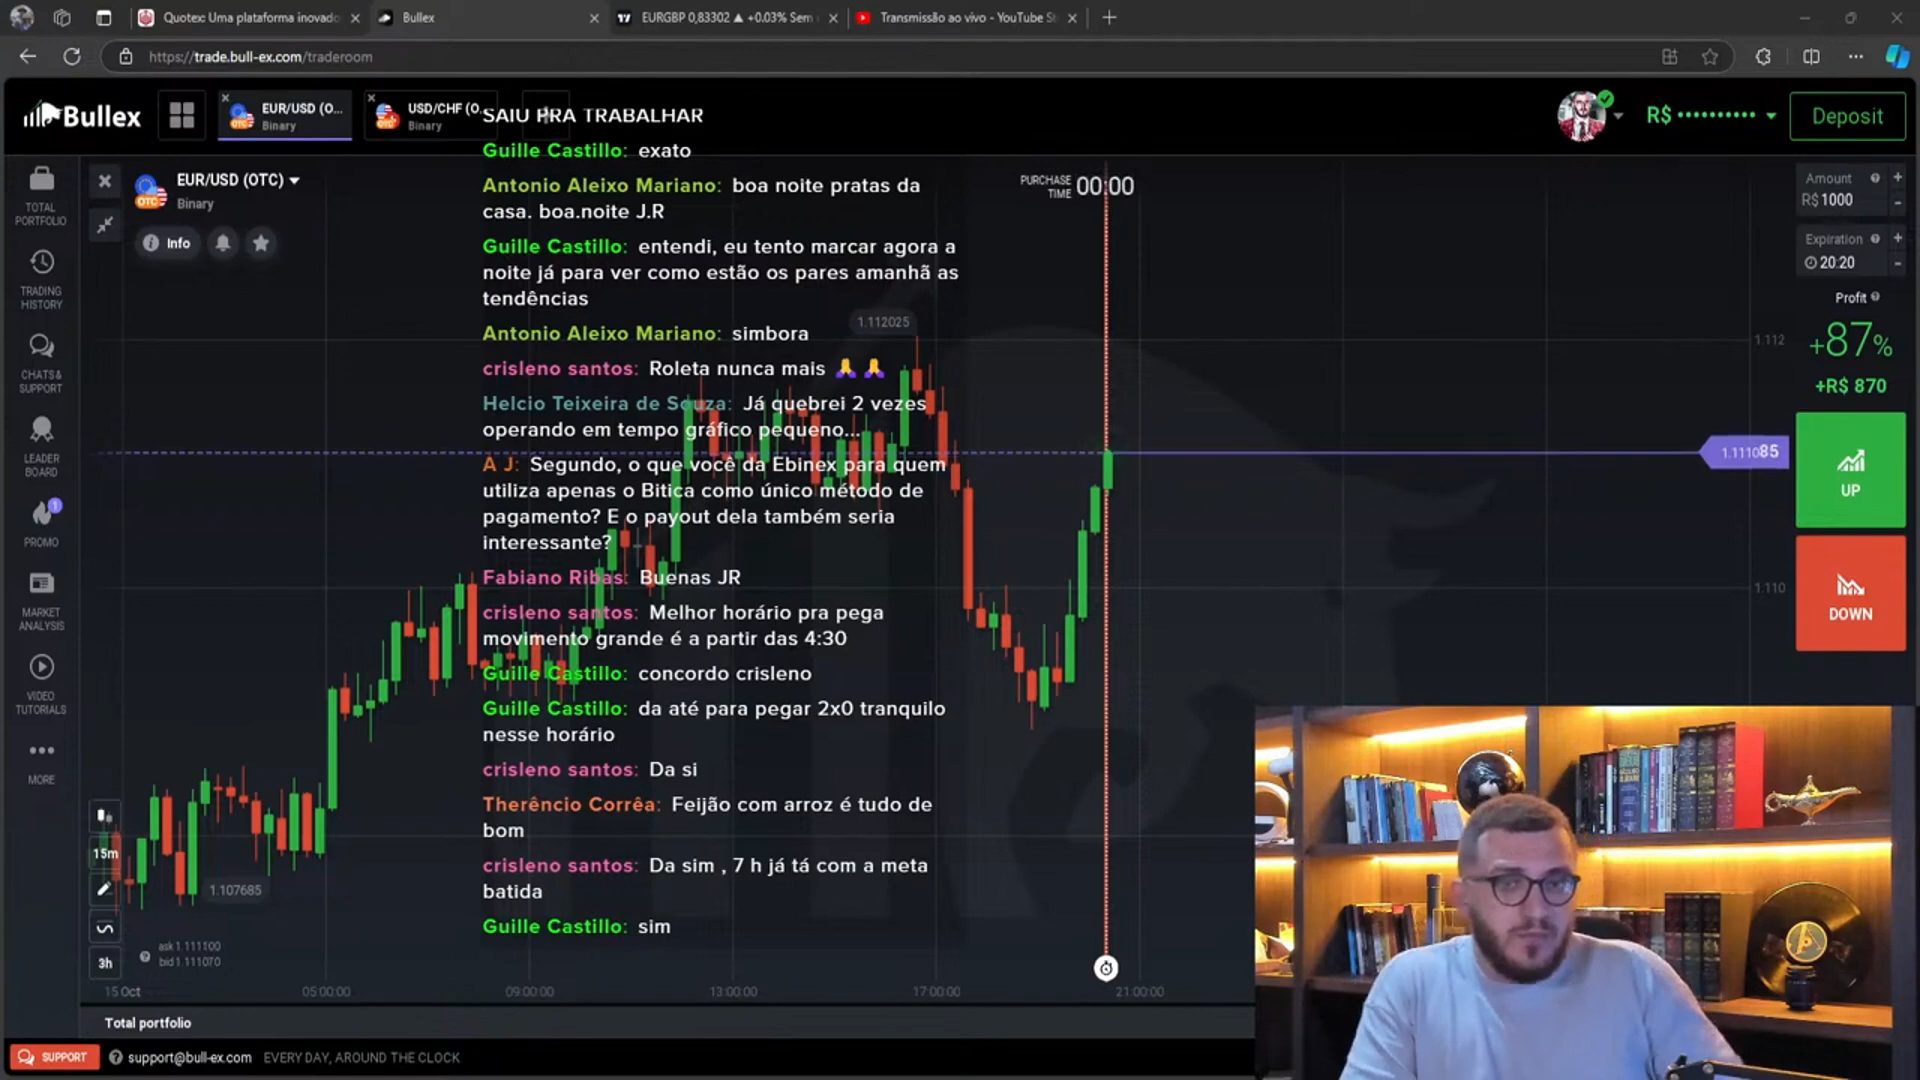 Quotex: Uma plataforma inovado
Bullex
EURGBP 0,83302 ▲ +0.03% Sem
Transmissão ao vivo - YouTube S
https://trade.bull-ex.com/traderoom
Bullex
EUR/USD (O...
Binary
USD/CHF (O...
Binary
R$ ••••••••••
Deposit
SAIU PRA TRABALHAR
Guille Castillo: exato
Antonio Aleixo Mariano: boa noite pratas da
casa. boa.noite J.R
Guille Castillo: entendi, eu tento marcar agora a
noite já para ver como estão os pares amanhã as
tendências
Antonio Aleixo Mariano: simbora
crisleno santos: Roleta nunca mais 🙏 🙏
Helcio Teixeira de Souza: Já quebrei 2 vezes
operando em tempo gráfico pequeno...
A J: Segundo, o que você da Ebinex para quem
utiliza apenas o Bitica como único método de
pagamento? E o payout dela também seria
interessante?
Fabiano Ribas: Buenas JR
crisleno santos: Melhor horário pra pega
movimento grande é a partir das 4:30
Guille Castillo: concordo crisleno
Guille Castillo: da até para pegar 2x0 tranquilo
nesse horário
crisleno santos: Da si
Therêncio Corrêa: Feijão com arroz é tudo de
bom
crisleno santos: Da sim , 7 h já tá com a meta
batida
Guille Castillo: sim
TOTAL
PORTFOLIO
TRADING
HISTORY
CHATS &
SUPPORT
LEADER
BOARD
1
PROMO
MARKET
ANALYSIS
VIDEO
TUTORIALS
MORE
EUR/USD (OTC)
Binary
OTC
Info
PURCHASE
TIME
00:00
1.112025
1.112
1.111085
1.110
1.107685
15m
3h
ask 1.111100
bid 1.111070
15 Oct
05:00:00
09:00:00
13:00:00
17:00:00
21:00:00
Amount
R$ 1000
+
-
Expiration
20:20
+
-
Profit
+87%
+R$ 870
UP
DOWN
Total portfolio
SUPPORT
support@bull-ex.com
EVERY DAY, AROUND THE CLOCK